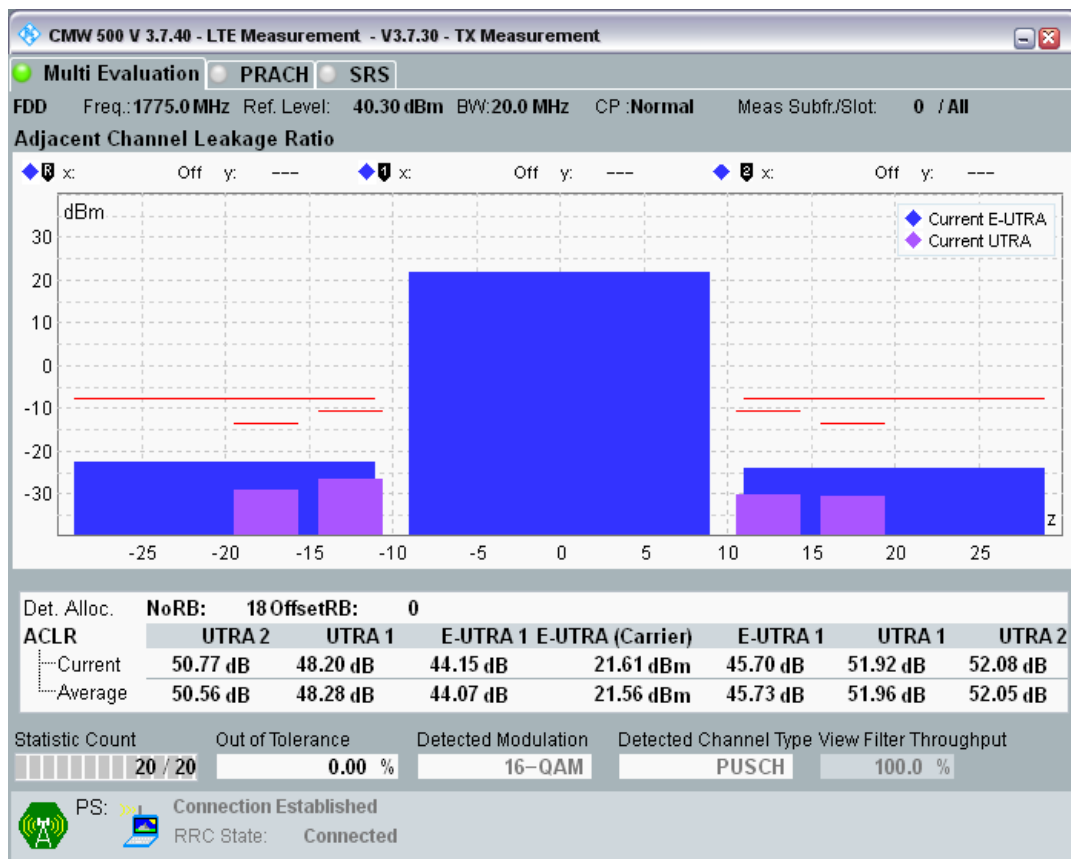 CMW 500 V 3.7.40 - LTE Measurement - V3.7.30 - TX Measurement
Multi Evaluation PRACH SRS
FDD Freq.:1775.0 MHz Ref. Level: 40.30 dBm BW:20.0 MHz CP :Normal Meas Subfr./Slot: 0 / All
Adjacent Channel Leakage Ratio
R x: Off y: --- 1 x: Off y: --- 2 x: Off y: ---
dBm
Current E-UTRA
Current UTRA
30
20
10
0
-10
-20
-30
z
-25 -20 -15 -10 -5 0 5 10 15 20 25
Det. Alloc. NoRB: 18 OffsetRB: 0
ACLR UTRA 2 UTRA 1 E-UTRA 1 E-UTRA (Carrier) E-UTRA 1 UTRA 1 UTRA 2
Current 50.77 dB 48.20 dB 44.15 dB 21.61 dBm 45.70 dB 51.92 dB 52.08 dB
Average 50.56 dB 48.28 dB 44.07 dB 21.56 dBm 45.73 dB 51.96 dB 52.05 dB
Statistic Count Out of Tolerance Detected Modulation Detected Channel Type View Filter Throughput
20 / 20 0.00 % 16-QAM PUSCH 100.0 %
PS: Connection Established
RRC State: Connected